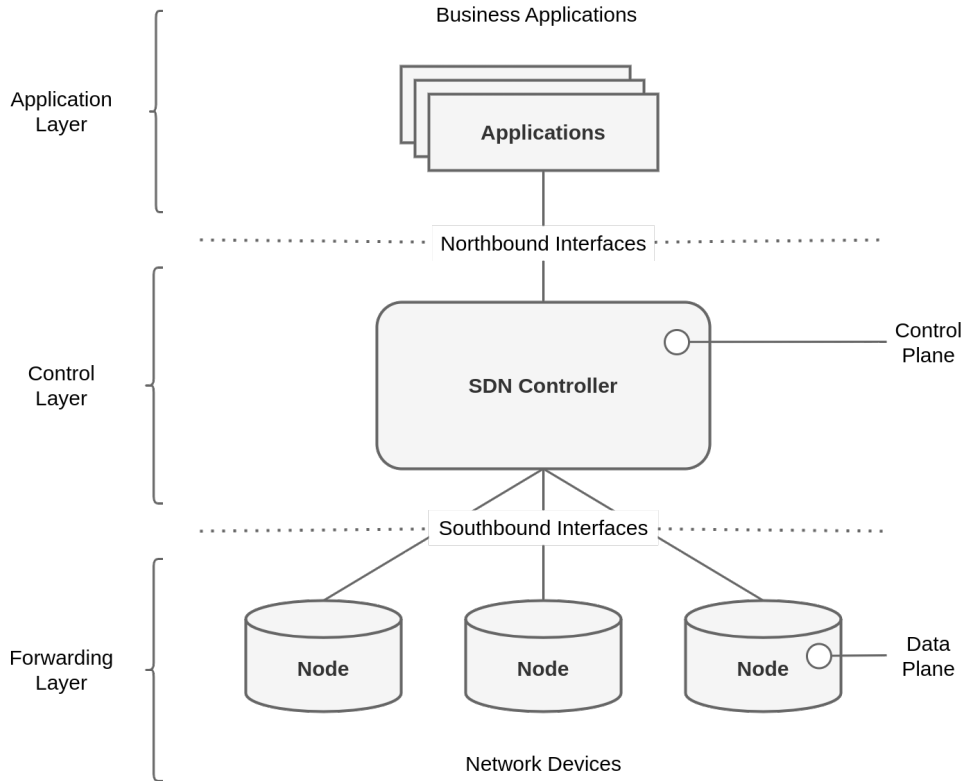 Business Applications
Application
Layer
Applications
Northbound Interfaces
Control
Plane
Control
Layer
SDN Controller
Southbound Interfaces
Forwarding
Layer
Node
Node
Node
Data
Plane
Network Devices